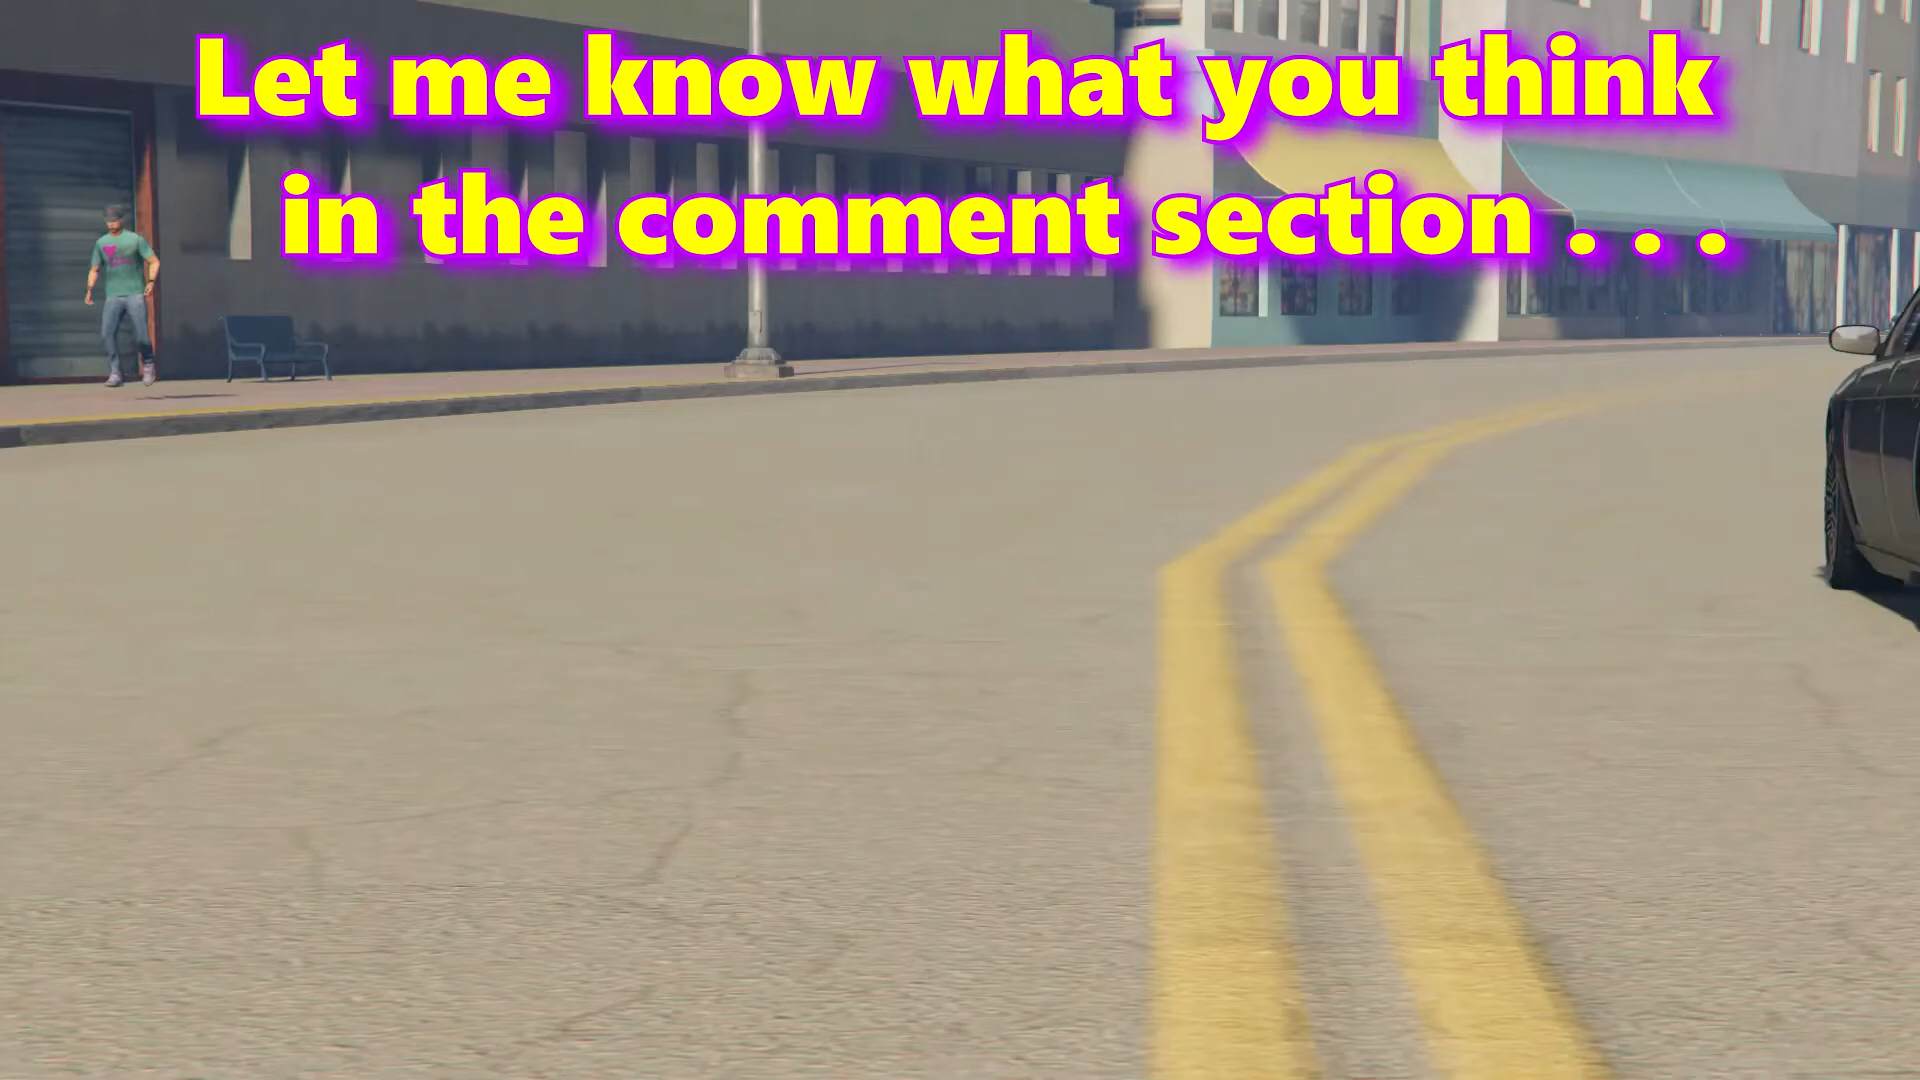 Let me know what you think
in the comment section . . .